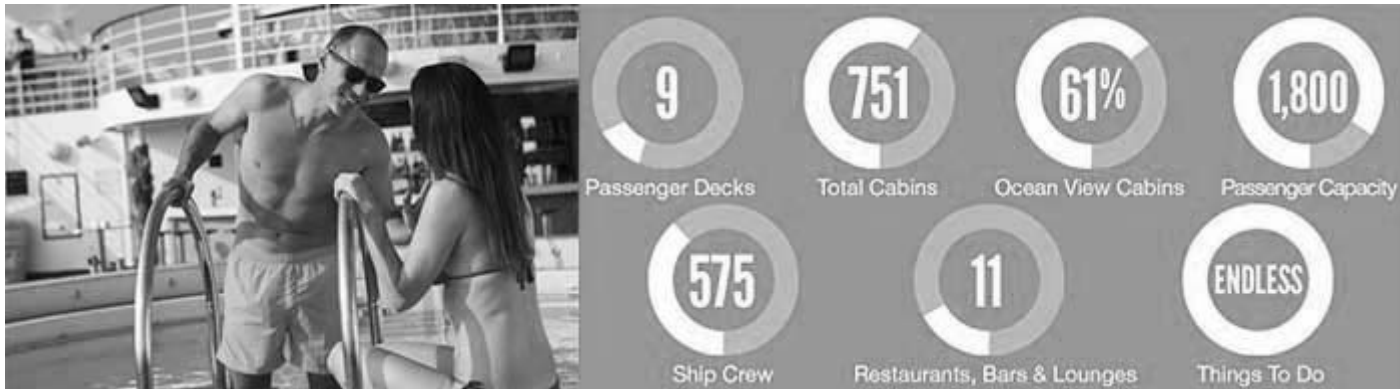 9
Passenger Decks
751
Total Cabins
61%
Ocean View Cabins
1,800
Passenger Capacity
575
Ship Crew
11
Restaurants, Bars & Lounges
ENDLESS
Things To Do